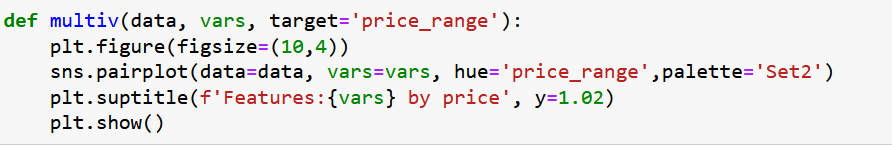 def multiv(data, vars, target='price_range'):
    plt.figure(figsize=(10,4))
    sns.pairplot(data=data, vars=vars, hue='price_range',palette='Set2')
    plt.suptitle(f'Features:{vars} by price', y=1.02)
    plt.show()